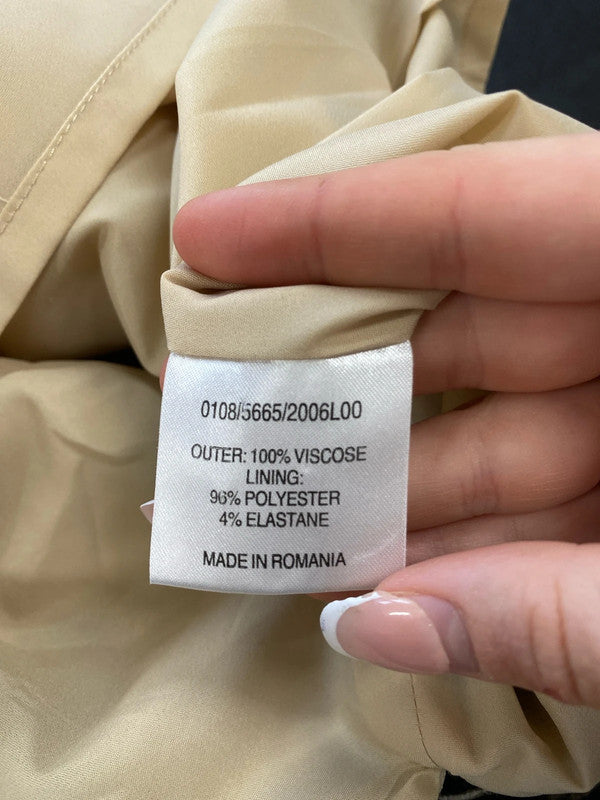 0108/5665/2006L00
OUTER: 100% VISCOSE
LINING:
96% POLYESTER
4% ELASTANE
MADE IN ROMANIA